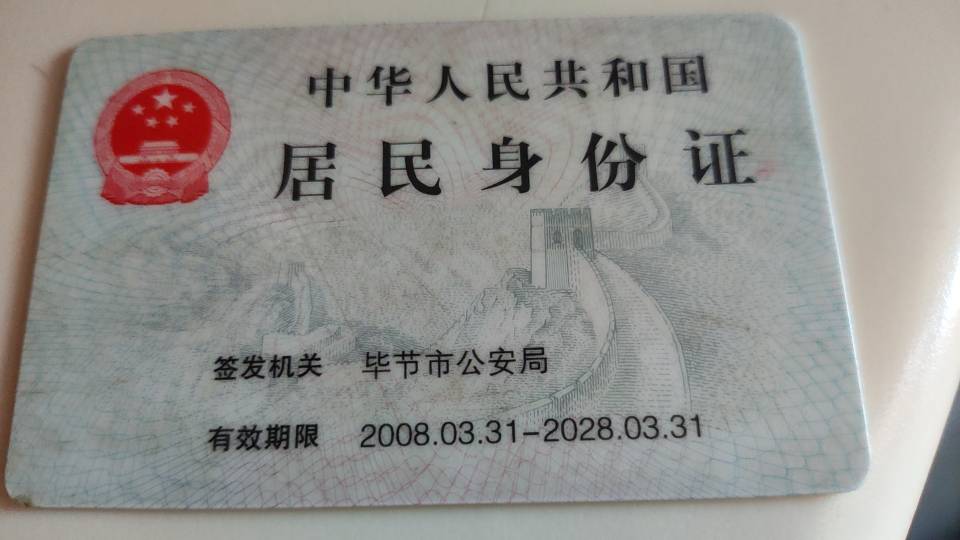 中华人民共和国
居民身份证
签发机关 毕节市公安局
有效期限 2008.03.31-2028.03.31